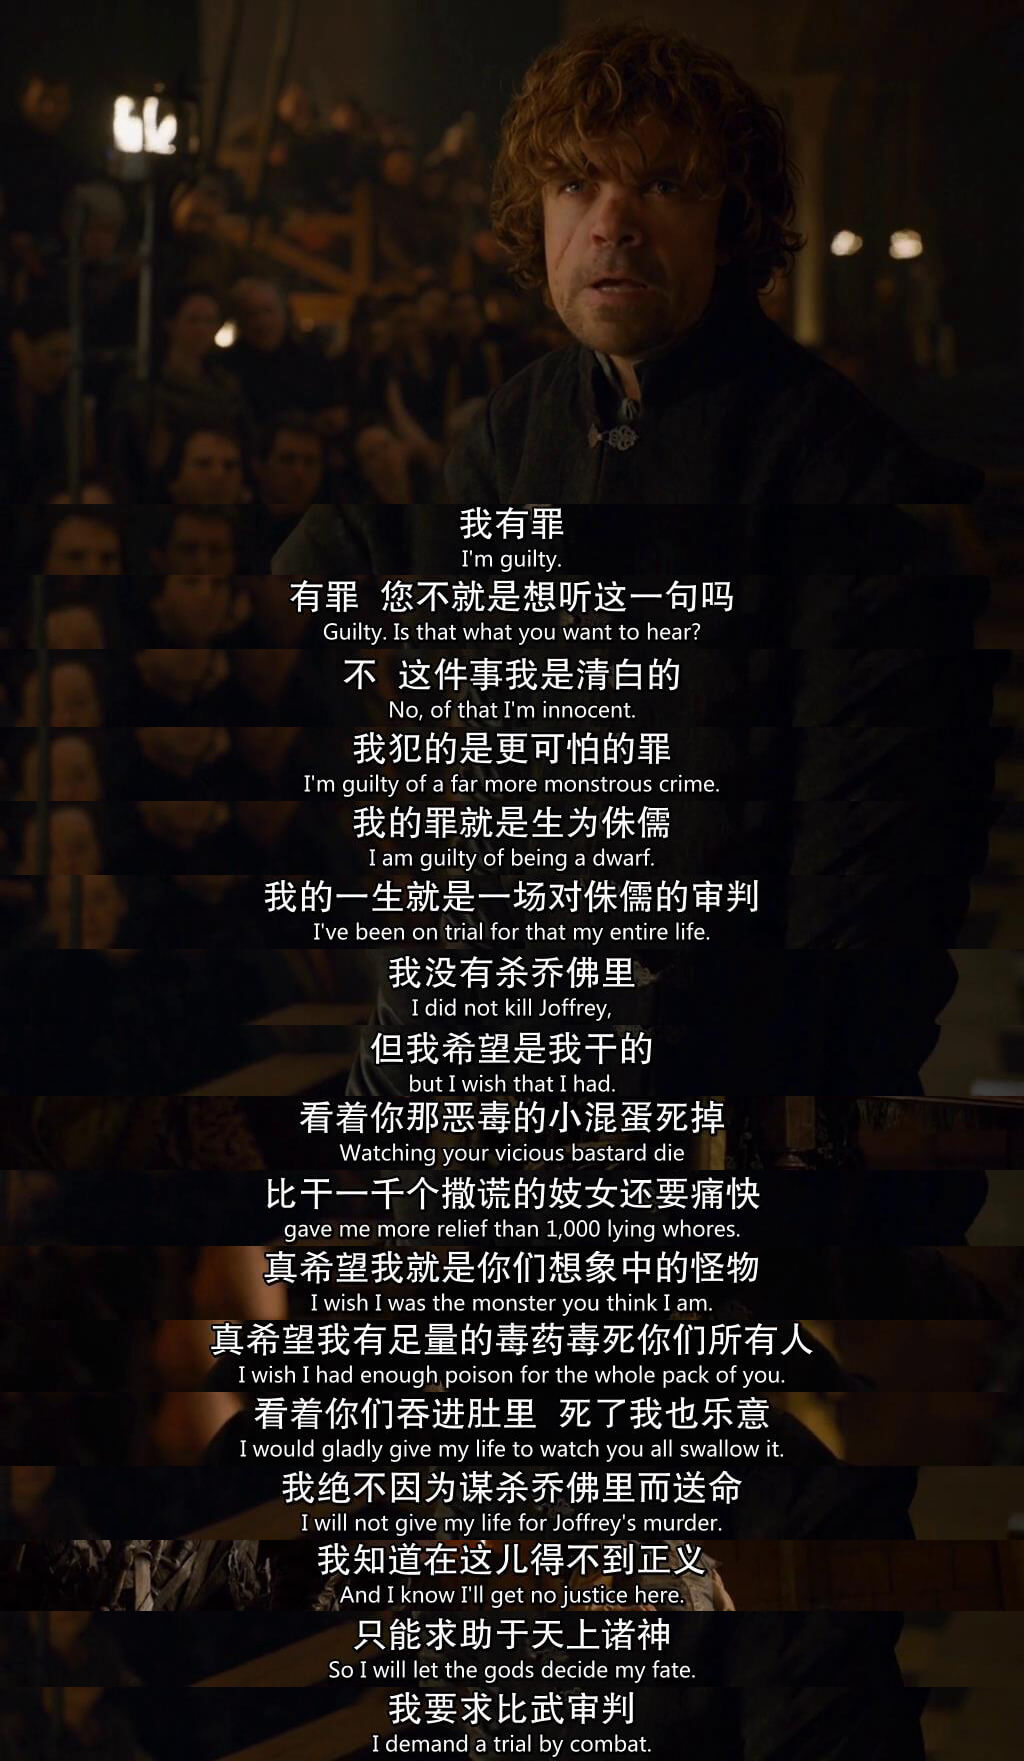 我有罪
I'm guilty.
有罪 您不就是想听这一句吗
Guilty. Is that what you want to hear?
不 这件事我是清白的
No, of that I'm innocent.
我犯的是更可怕的罪
I'm guilty of a far more monstrous crime.
我的罪就是生为侏儒
I am guilty of being a dwarf.
我的一生就是一场对侏儒的审判
I've been on trial for that my entire life.
我没有杀乔佛里
I did not kill Joffrey,
但我希望是我干的
but I wish that I had.
看着你那恶毒的小混蛋死掉
Watching your vicious bastard die
比干一千个撒谎的妓女还要痛快
gave me more relief than 1,000 lying whores.
真希望我就是你们想象中的怪物
I wish I was the monster you think I am.
真希望我有足量的毒药毒死你们所有人
I wish I had enough poison for the whole pack of you.
看着你们吞进肚里 死了我也乐意
I would gladly give my life to watch you all swallow it.
我绝不因为谋杀乔佛里而送命
I will not give my life for Joffrey's murder.
我知道在这儿得不到正义
And I know I'll get no justice here.
只能求助于天上诸神
So I will let the gods decide my fate.
我要求比武审判
I demand a trial by combat.